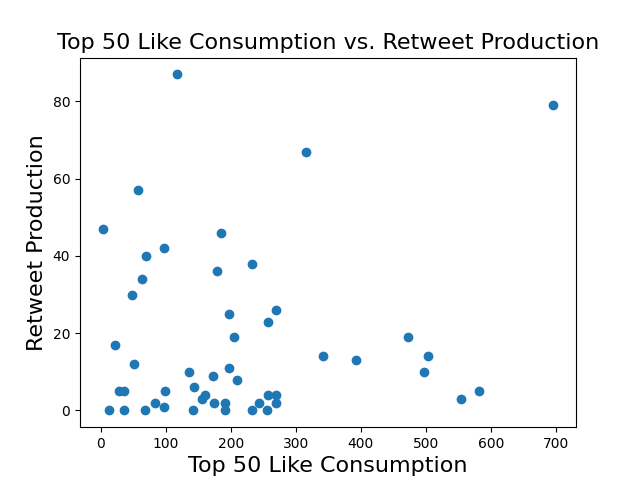 Top 50 Like Consumption vs. Retweet Production
Retweet Production
80
60
40
20
0
0 100 200 300 400 500 600 700
Top 50 Like Consumption